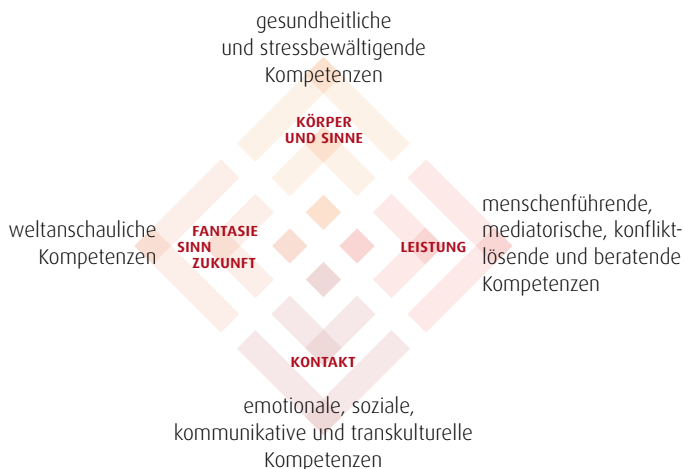 gesundheitliche
und stressbewältigende
Kompetenzen
KÖRPER
UND SINNE
weltanschauliche
Kompetenzen
FANTASIE
SINN
ZUKUNFT
LEISTUNG
menschenführende,
mediatorische, konflikt-
lösende und beratende
Kompetenzen
KONTAKT
emotionale, soziale,
kommunikative und transkulturelle
Kompetenzen